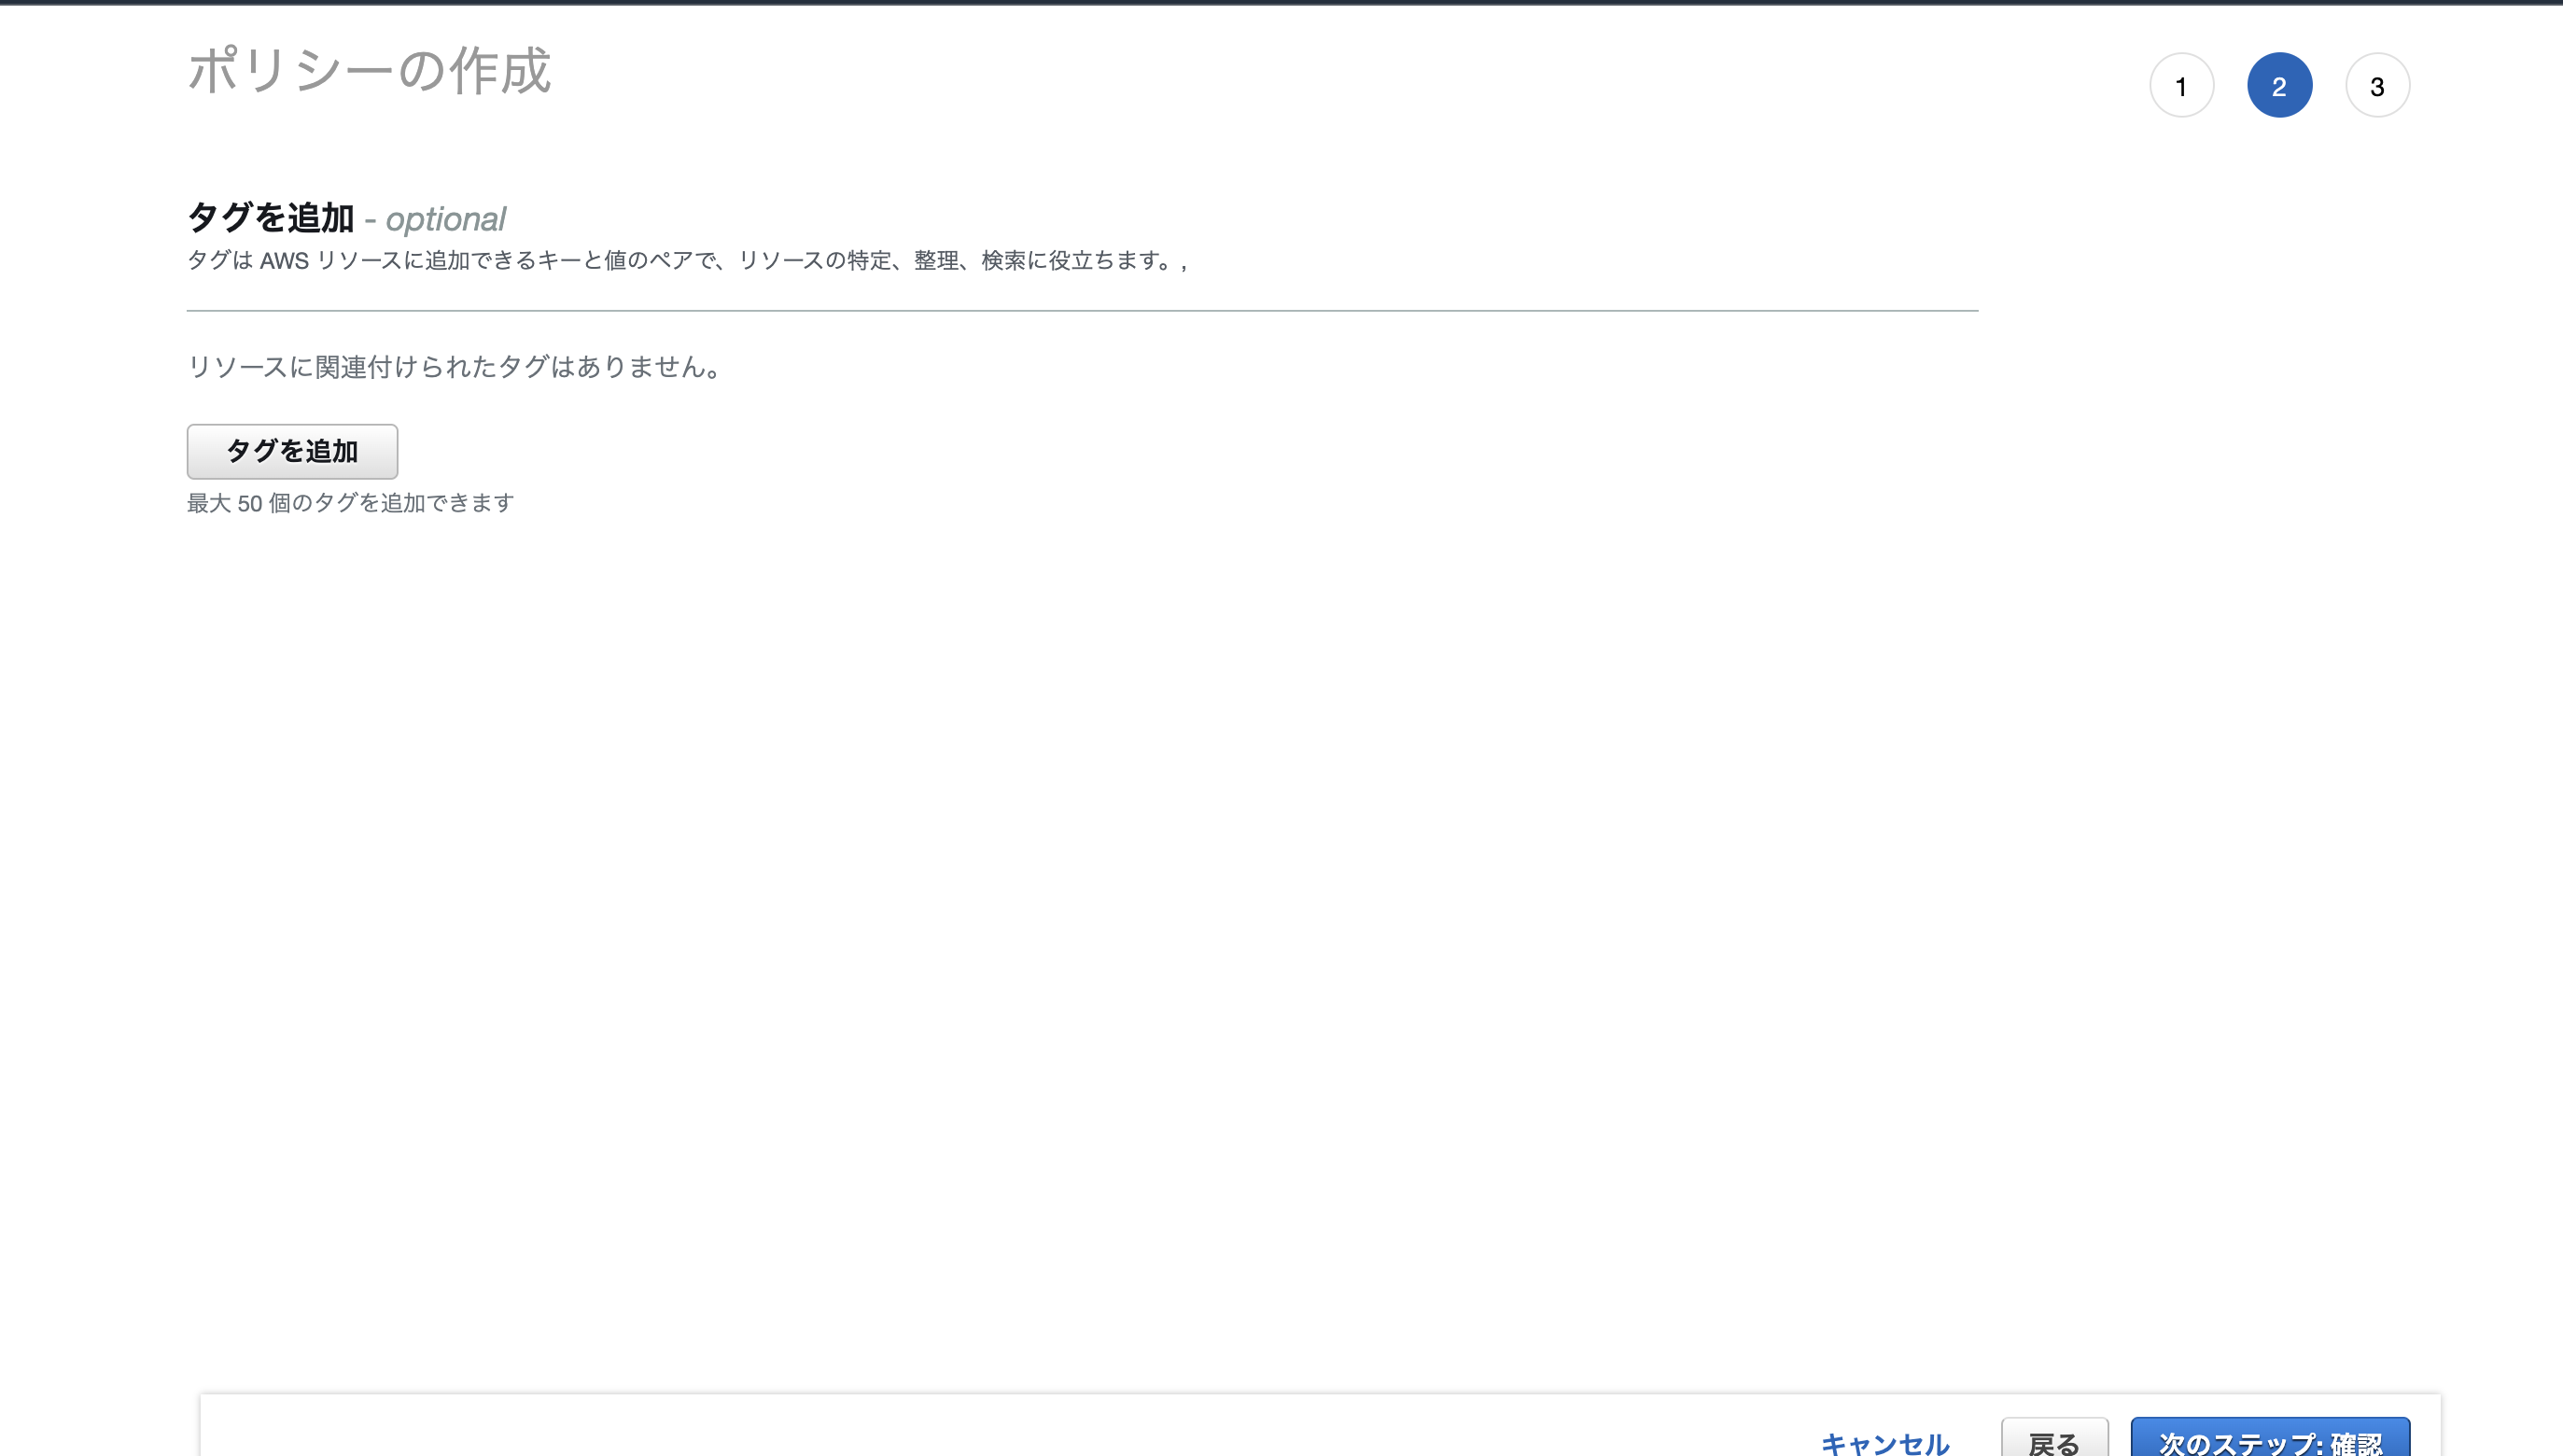 ポリシーの作成
1 2 3
タグを追加 - optional
タグは AWS リソースに追加できるキーと値のペアで、リソースの特定、整理、検索に役立ちます。,
リソースに関連付けられたタグはありません。
タグを追加
最大 50 個のタグを追加できます
キャンセル 戻る 次のステップ: 確認